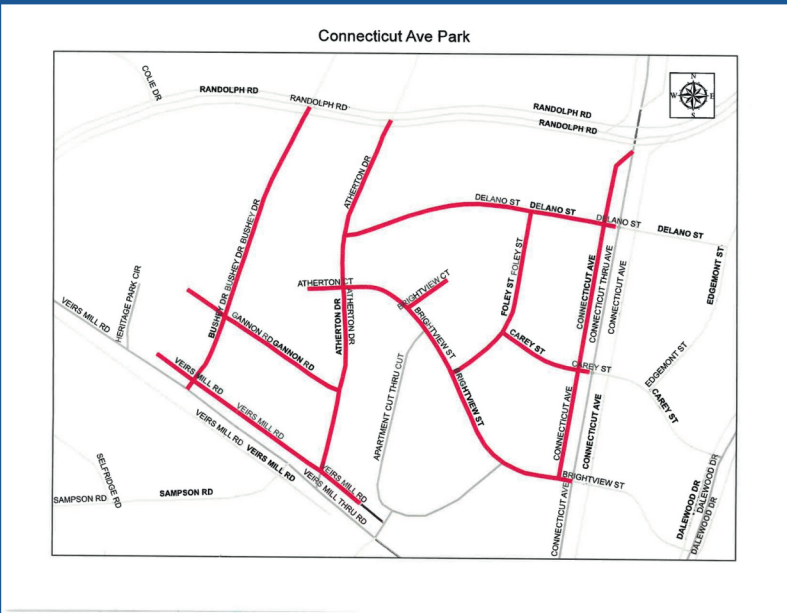 Connecticut Ave Park
COLIE DR
RANDOLPH RD
RANDOLPH RD
RANDOLPH RD
RANDOLPH RD
N
W E
S
ATHERTON DR
DELANO ST
DELANO ST
DELANO ST
DELANO ST
BUSHEY DR
BUSHEY DR
BUSHEY DR
FOLEY ST
FOLEY ST
CONNECTICUT AVE
CONNECTICUT THRU AVE
CONNECTICUT AVE
EDGEMONT ST
HERITAGE PARK CIR
ATHERTON CT
BRIGHTVIEW CT
VEIRS MILL RD
GANNON RD
GANNON RD
ATHERTON DR
ATHERTON DR
BRIGHTVIEW ST
CAREY ST
CAREY ST
EDGEMONT ST
CAREY ST
VEIRS MILL RD
VEIRS MILL RD
VEIRS MILL RD
VEIRS MILL RD
APARTMENT CUT THRU CUT
BRIGHTVIEW ST
CONNECTICUT AVE
CONNECTICUT AVE
SELFRIDGE RD
SAMPSON RD
SAMPSON RD
VEIRS MILL RD
VEIRS MILL THRU RD
BRIGHTVIEW ST
CONNECTICUT AVE
DALEWOOD DR
DALEWOOD DR
DALEWOOD DR